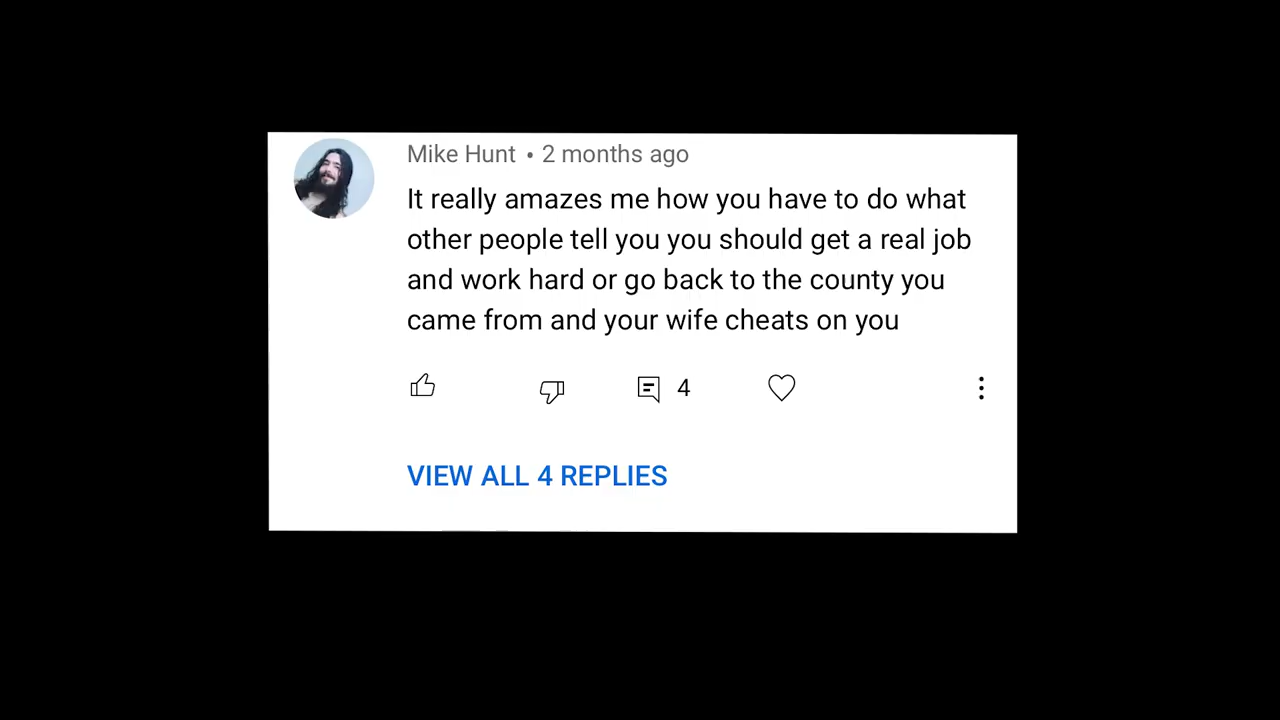 Mike Hunt • 2 months ago
It really amazes me how you have to do what
other people tell you you should get a real job
and work hard or go back to the county you
came from and your wife cheats on you
4
VIEW ALL 4 REPLIES